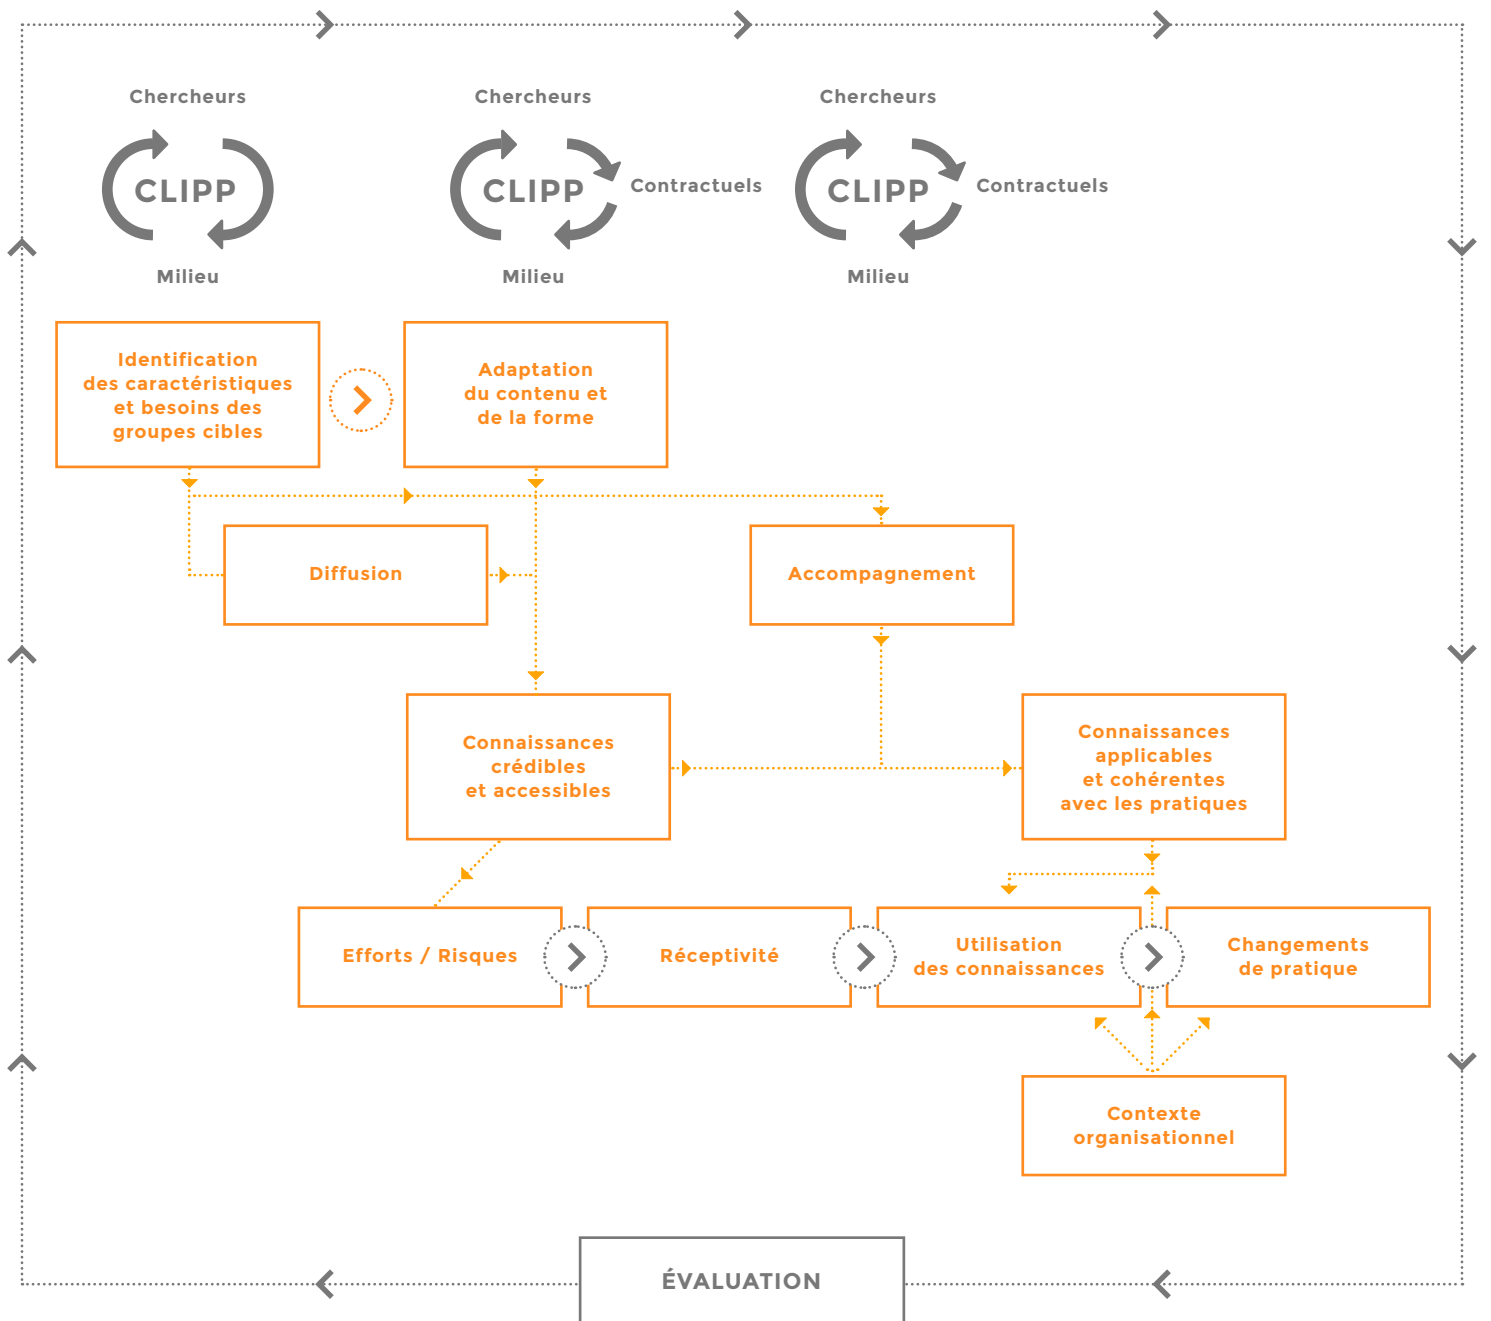 Chercheurs
CLIPP
Milieu
Chercheurs
CLIPP
Contractuels
Milieu
Chercheurs
CLIPP
Contractuels
Milieu
Identification
des caractéristiques
et besoins des
groupes cibles
Adaptation
du contenu et
de la forme
Diffusion
Accompagnement
Connaissances
crédibles
et accessibles
Connaissances
applicables
et cohérentes
avec les pratiques
Efforts / Risques
Réceptivité
Utilisation
des connaissances
Changements
de pratique
Contexte
organisationnel
ÉVALUATION